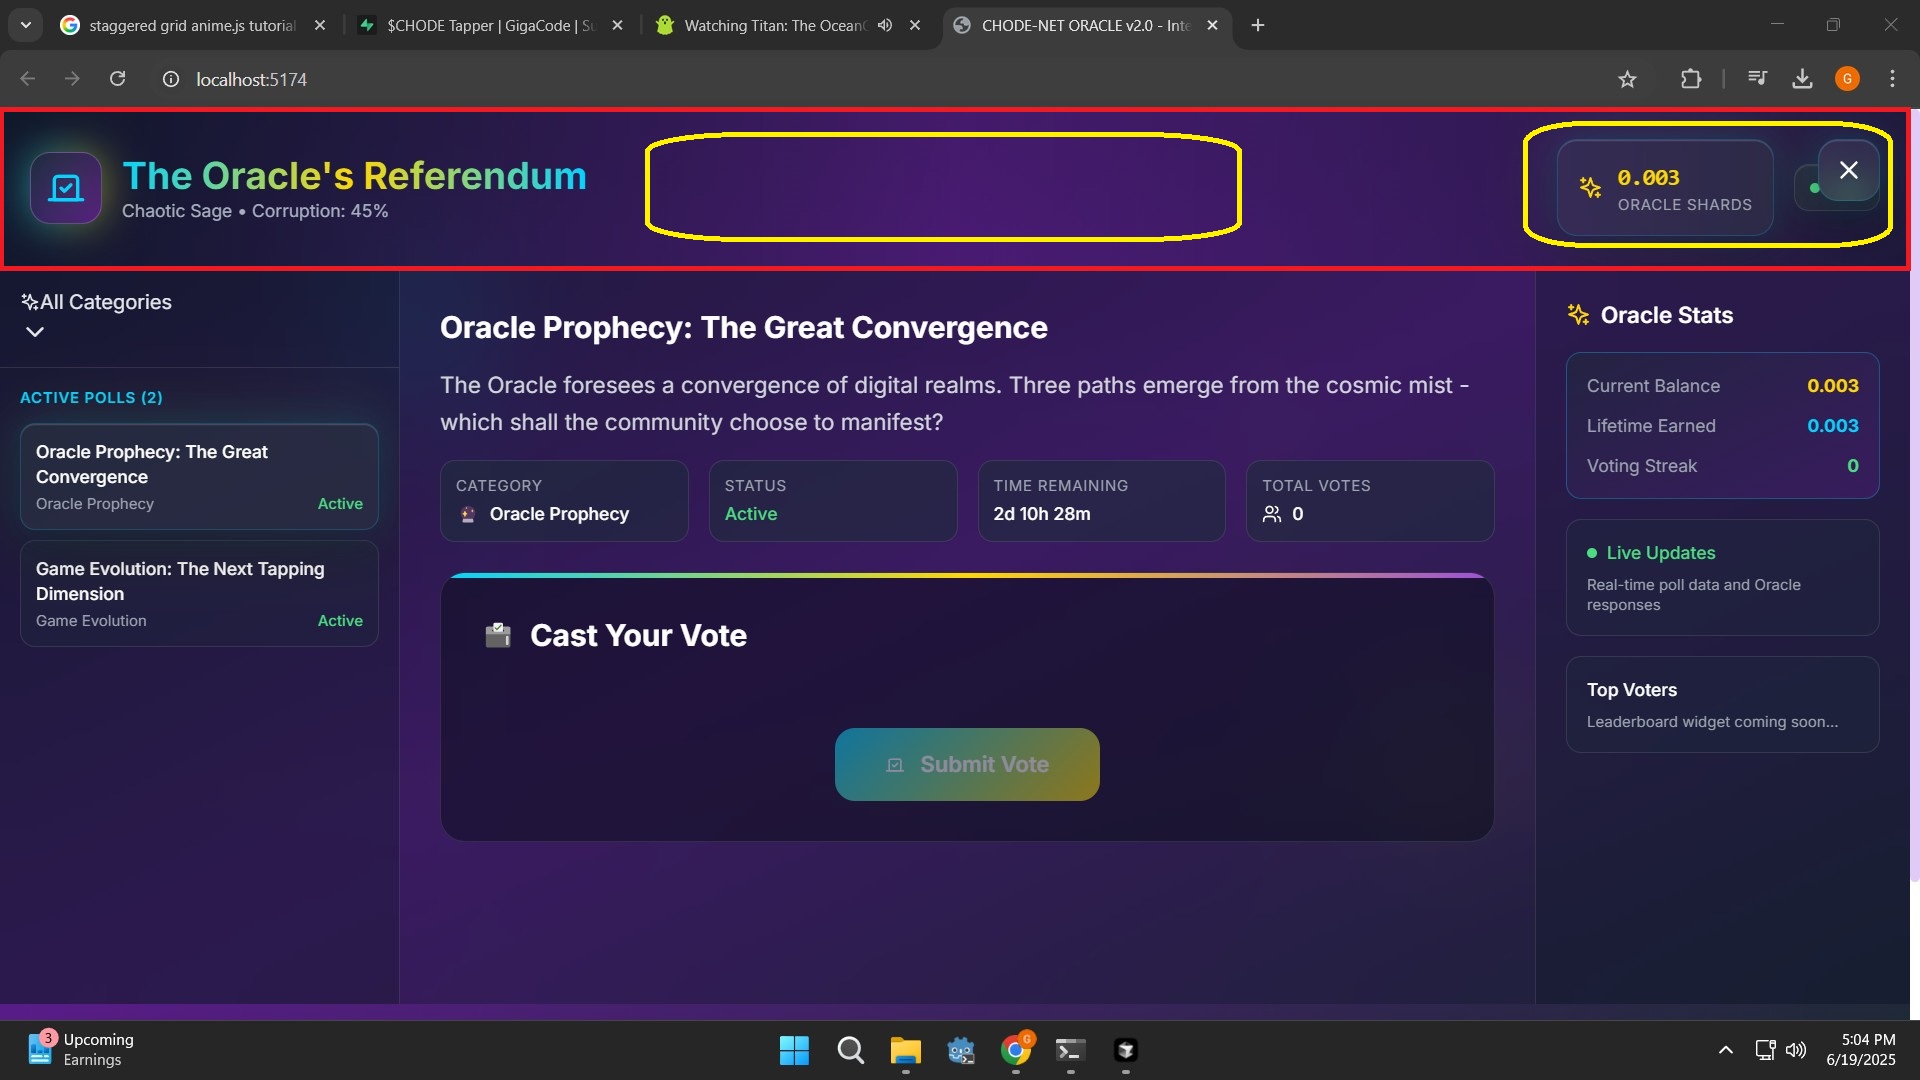 staggered grid anime.js tutorial
$CHODE Tapper | GigaCode | Su
Watching Titan: The OceanG
CHODE-NET ORACLE v2.0 - Inte
localhost:5174
G
The Oracle's Referendum
Chaotic Sage • Corruption: 45%
0.003
ORACLE SHARDS
All Categories
ACTIVE POLLS (2)
Oracle Prophecy: The Great
Convergence
Oracle Prophecy Active
Game Evolution: The Next Tapping
Dimension
Game Evolution Active
Oracle Prophecy: The Great Convergence
The Oracle foresees a convergence of digital realms. Three paths emerge from the cosmic mist -
which shall the community choose to manifest?
CATEGORY
Oracle Prophecy
STATUS
Active
TIME REMAINING
2d 10h 28m
TOTAL VOTES
0
Cast Your Vote
Submit Vote
Oracle Stats
Current Balance 0.003
Lifetime Earned 0.003
Voting Streak 0
Live Updates
Real-time poll data and Oracle
responses
Top Voters
Leaderboard widget coming soon...
3
Upcoming
Earnings
G
5:04 PM
6/19/2025